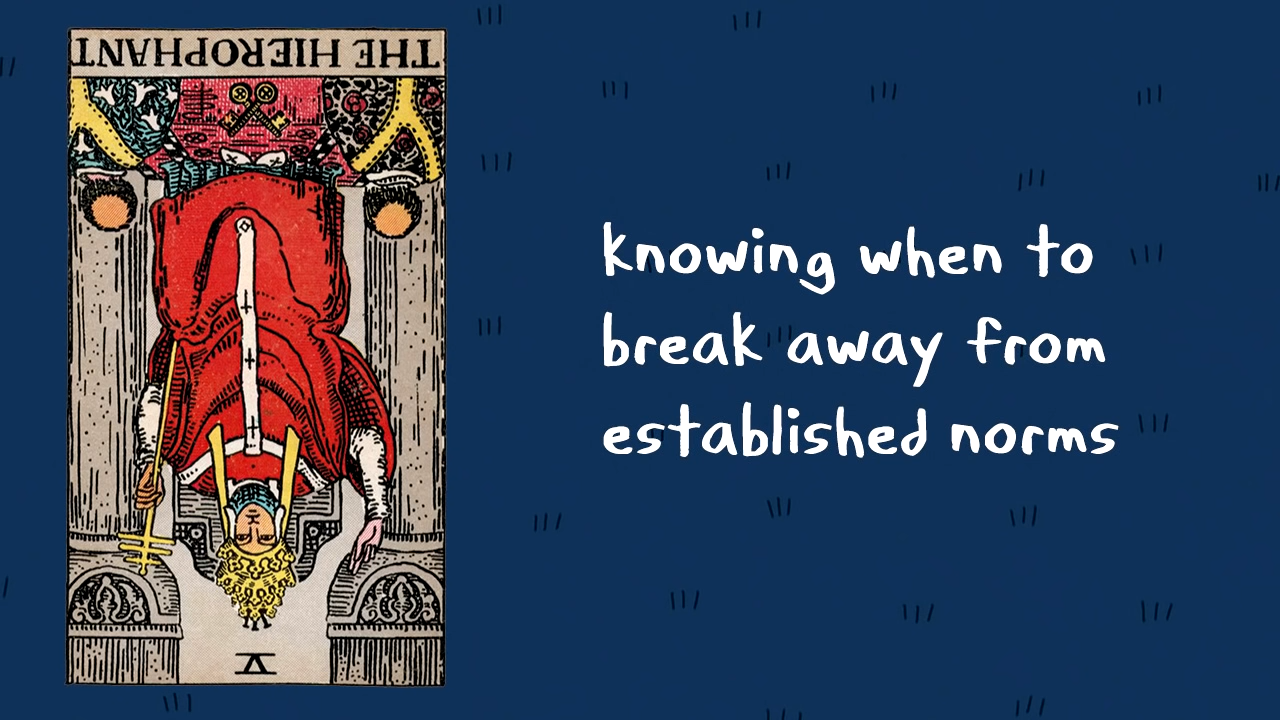 THE HIEROPHANT
V
knowing when to
break away from
established norms